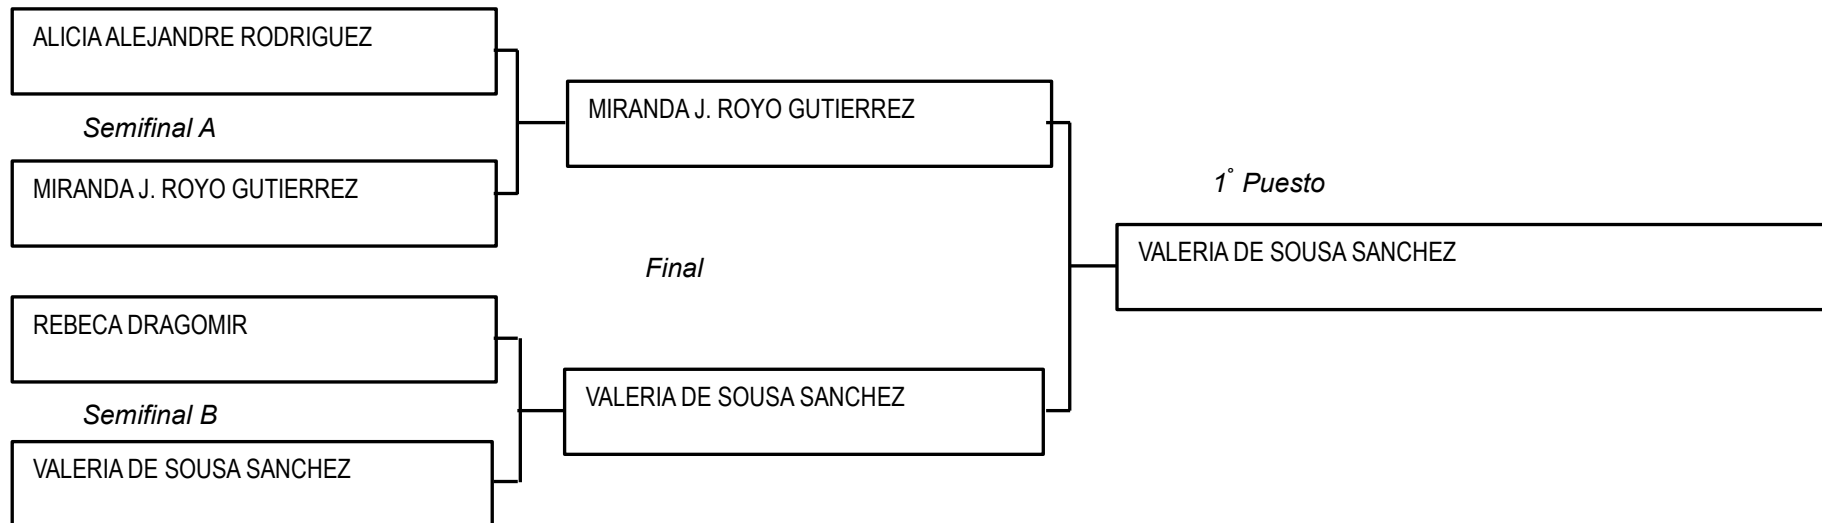 ALICIA ALEJANDRE RODRIGUEZ
Semifinal A
MIRANDA J. ROYO GUTIERREZ
REBECA DRAGOMIR
Semifinal B
VALERIA DE SOUSA SANCHEZ
MIRANDA J. ROYO GUTIERREZ
Final
VALERIA DE SOUSA SANCHEZ
1° Puesto
VALERIA DE SOUSA SANCHEZ